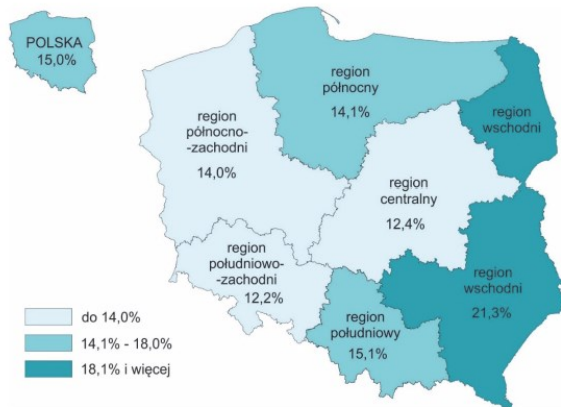 POLSKA
15,0%
region
północny
14,1%
region
wschodni
region
północno-
-zachodni
14,0%
region
centralny
12,4%
region
południowo-
-zachodni
12,2%
region
wschodni
21,3%
region
południowy
15,1%
do 14,0%
14,1% - 18,0%
18,1% i więcej